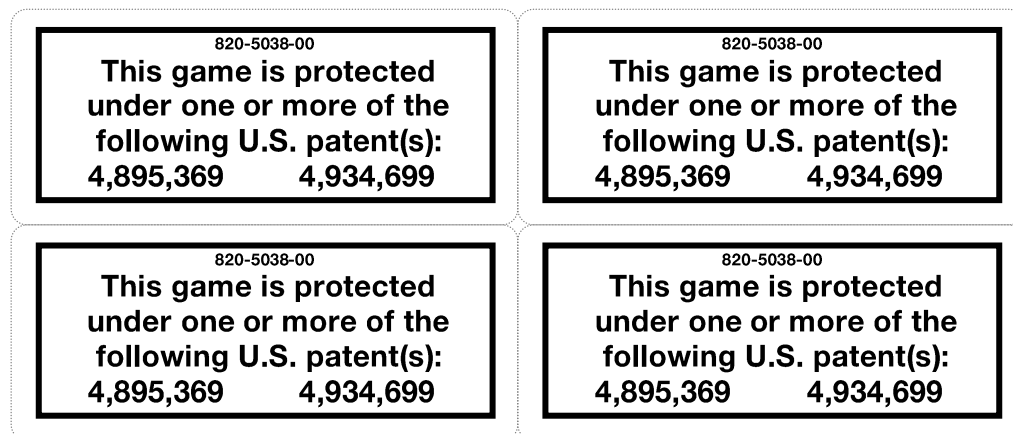 820-5038-00
This game is protected
under one or more of the
following U.S. patent(s):
4,895,369 4,934,699
820-5038-00
This game is protected
under one or more of the
following U.S. patent(s):
4,895,369 4,934,699
820-5038-00
This game is protected
under one or more of the
following U.S. patent(s):
4,895,369 4,934,699
820-5038-00
This game is protected
under one or more of the
following U.S. patent(s):
4,895,369 4,934,699